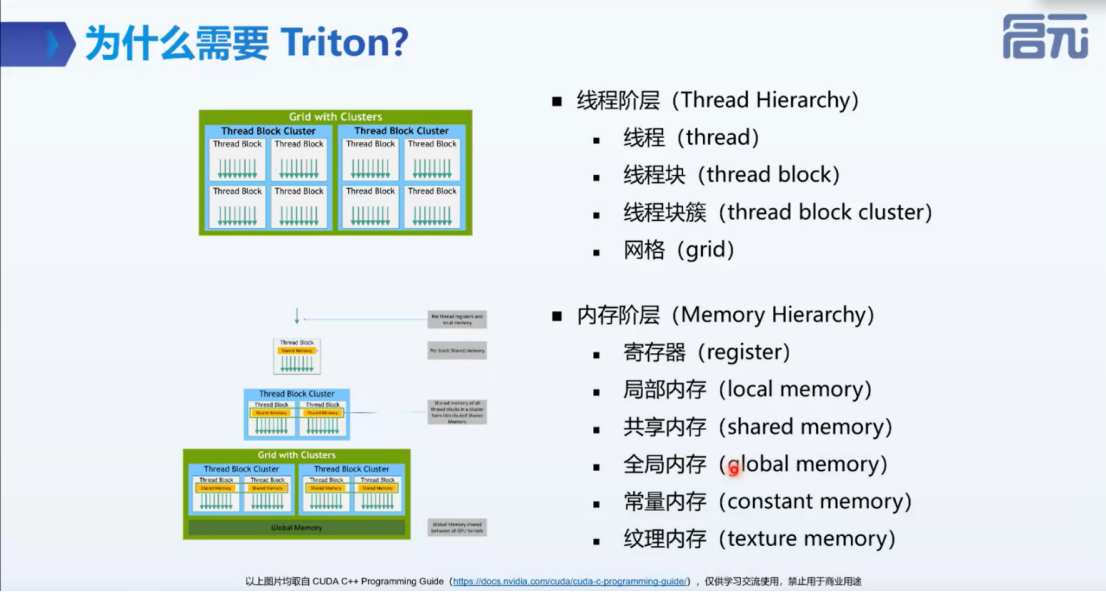 为什么需要 Triton?
启元
Grid with Clusters
Thread Block Cluster
Thread Block Cluster
Thread Block
Thread Block
Thread Block
Thread Block
Thread Block
Thread Block
Thread Block
Thread Block
Per thread registers and
local memory
Thread Block
Shared Memory
Per block Shared memory
Thread Block Cluster
Thread Block
Thread Block
Shared Memory
Shared Memory
Shared memory of all
thread blocks in a cluster
form Distributed Shared
Memory
Grid with Clusters
Thread Block Cluster
Thread Block Cluster
Thread Block
Thread Block
Thread Block
Thread Block
Shared Memory
Shared Memory
Shared Memory
Shared Memory
Global Memory
Global Memory shared
between all GPU kernels
■ 线程阶层（Thread Hierarchy）
▪ 线程（thread）
▪ 线程块（thread block）
▪ 线程块簇（thread block cluster）
▪ 网格（grid）
■ 内存阶层（Memory Hierarchy）
▪ 寄存器（register）
▪ 局部内存（local memory）
▪ 共享内存（shared memory）
▪ 全局内存（global memory）
▪ 常量内存（constant memory）
▪ 纹理内存（texture memory）
以上图片均取自 CUDA C++ Programming Guide（https://docs.nvidia.com/cuda/cuda-c-programming-guide/），仅供学习交流使用，禁止用于商业用途